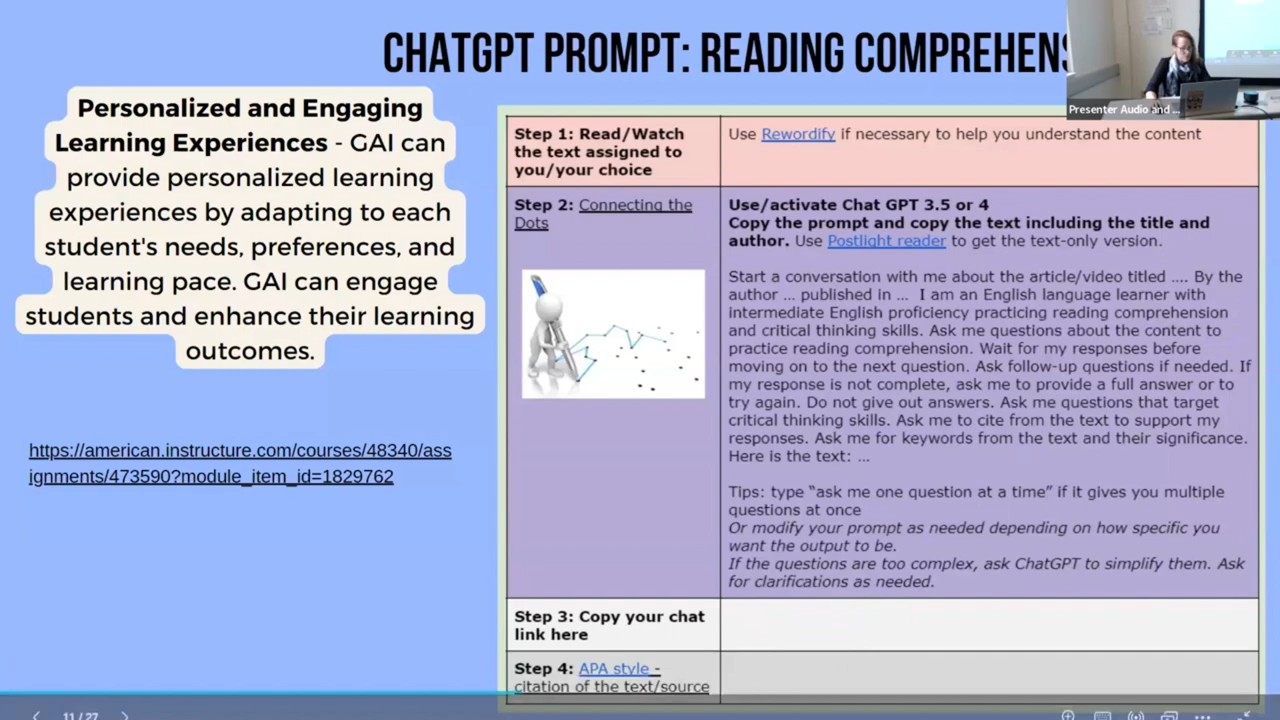 CHATGPT PROMPT: READING COMPREHENS
Presenter Audio and ...
Personalized and Engaging
Learning Experiences - GAI can
provide personalized learning
experiences by adapting to each
student's needs, preferences, and
learning pace. GAI can engage
students and enhance their learning
outcomes.
https://american.instructure.com/courses/48340/ass
ignments/473590?module_item_id=1829762
Step 1: Read/Watch
the text assigned to
you/your choice
Use Rewordify if necessary to help you understand the content
Step 2: Connecting the
Dots
Use/activate Chat GPT 3.5 or 4
Copy the prompt and copy the text including the title and
author. Use Postlight reader to get the text-only version.
Start a conversation with me about the article/video titled .... By the
author ... published in ... I am an English language learner with
intermediate English proficiency practicing reading comprehension
and critical thinking skills. Ask me questions about the content to
practice reading comprehension. Wait for my responses before
moving on to the next question. Ask follow-up questions if needed. If
my response is not complete, ask me to provide a full answer or to
try again. Do not give out answers. Ask me questions that target
critical thinking skills. Ask me to cite from the text to support my
responses. Ask me for keywords from the text and their significance.
Here is the text: ...
Tips: type “ask me one question at a time” if it gives you multiple
questions at once
Or modify your prompt as needed depending on how specific you
want the output to be.
If the questions are too complex, ask ChatGPT to simplify them. Ask
for clarifications as needed.
Step 3: Copy your chat
link here
Step 4: APA style -
citation of the text/source
11 / 27